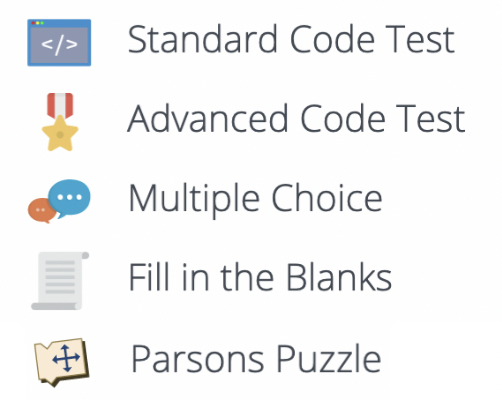 </>
Standard Code Test
Advanced Code Test
Multiple Choice
Fill in the Blanks
Parsons Puzzle